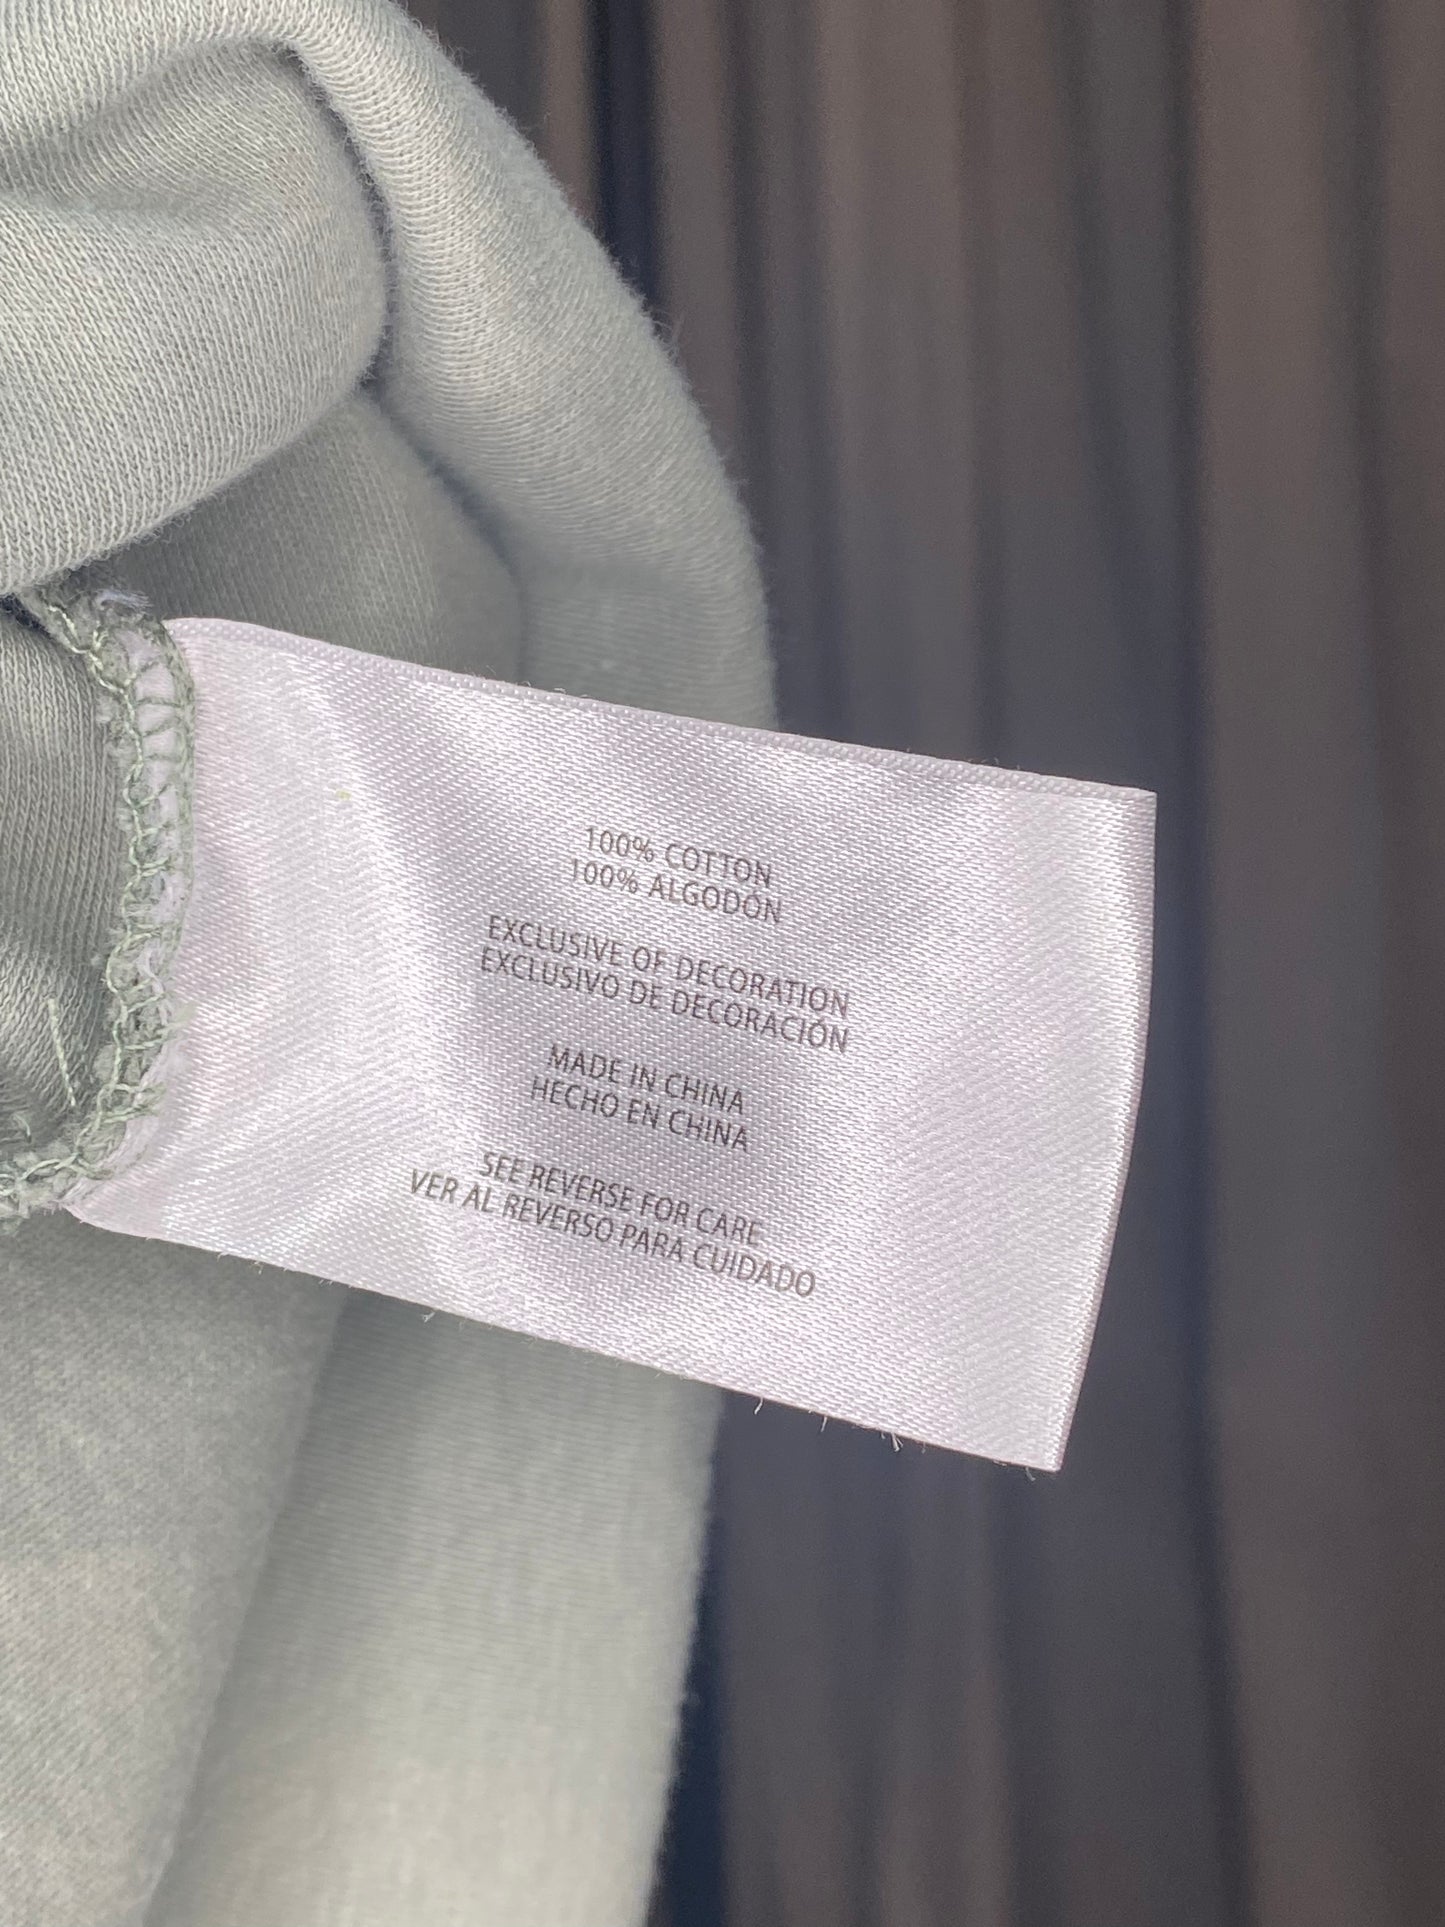 100% COTTON
100% ALGODÓN
EXCLUSIVE OF DECORATION
EXCLUSIVO DE DECORACIÓN
MADE IN CHINA
HECHO EN CHINA
SEE REVERSE FOR CARE
VER AL REVERSO PARA CUIDADO